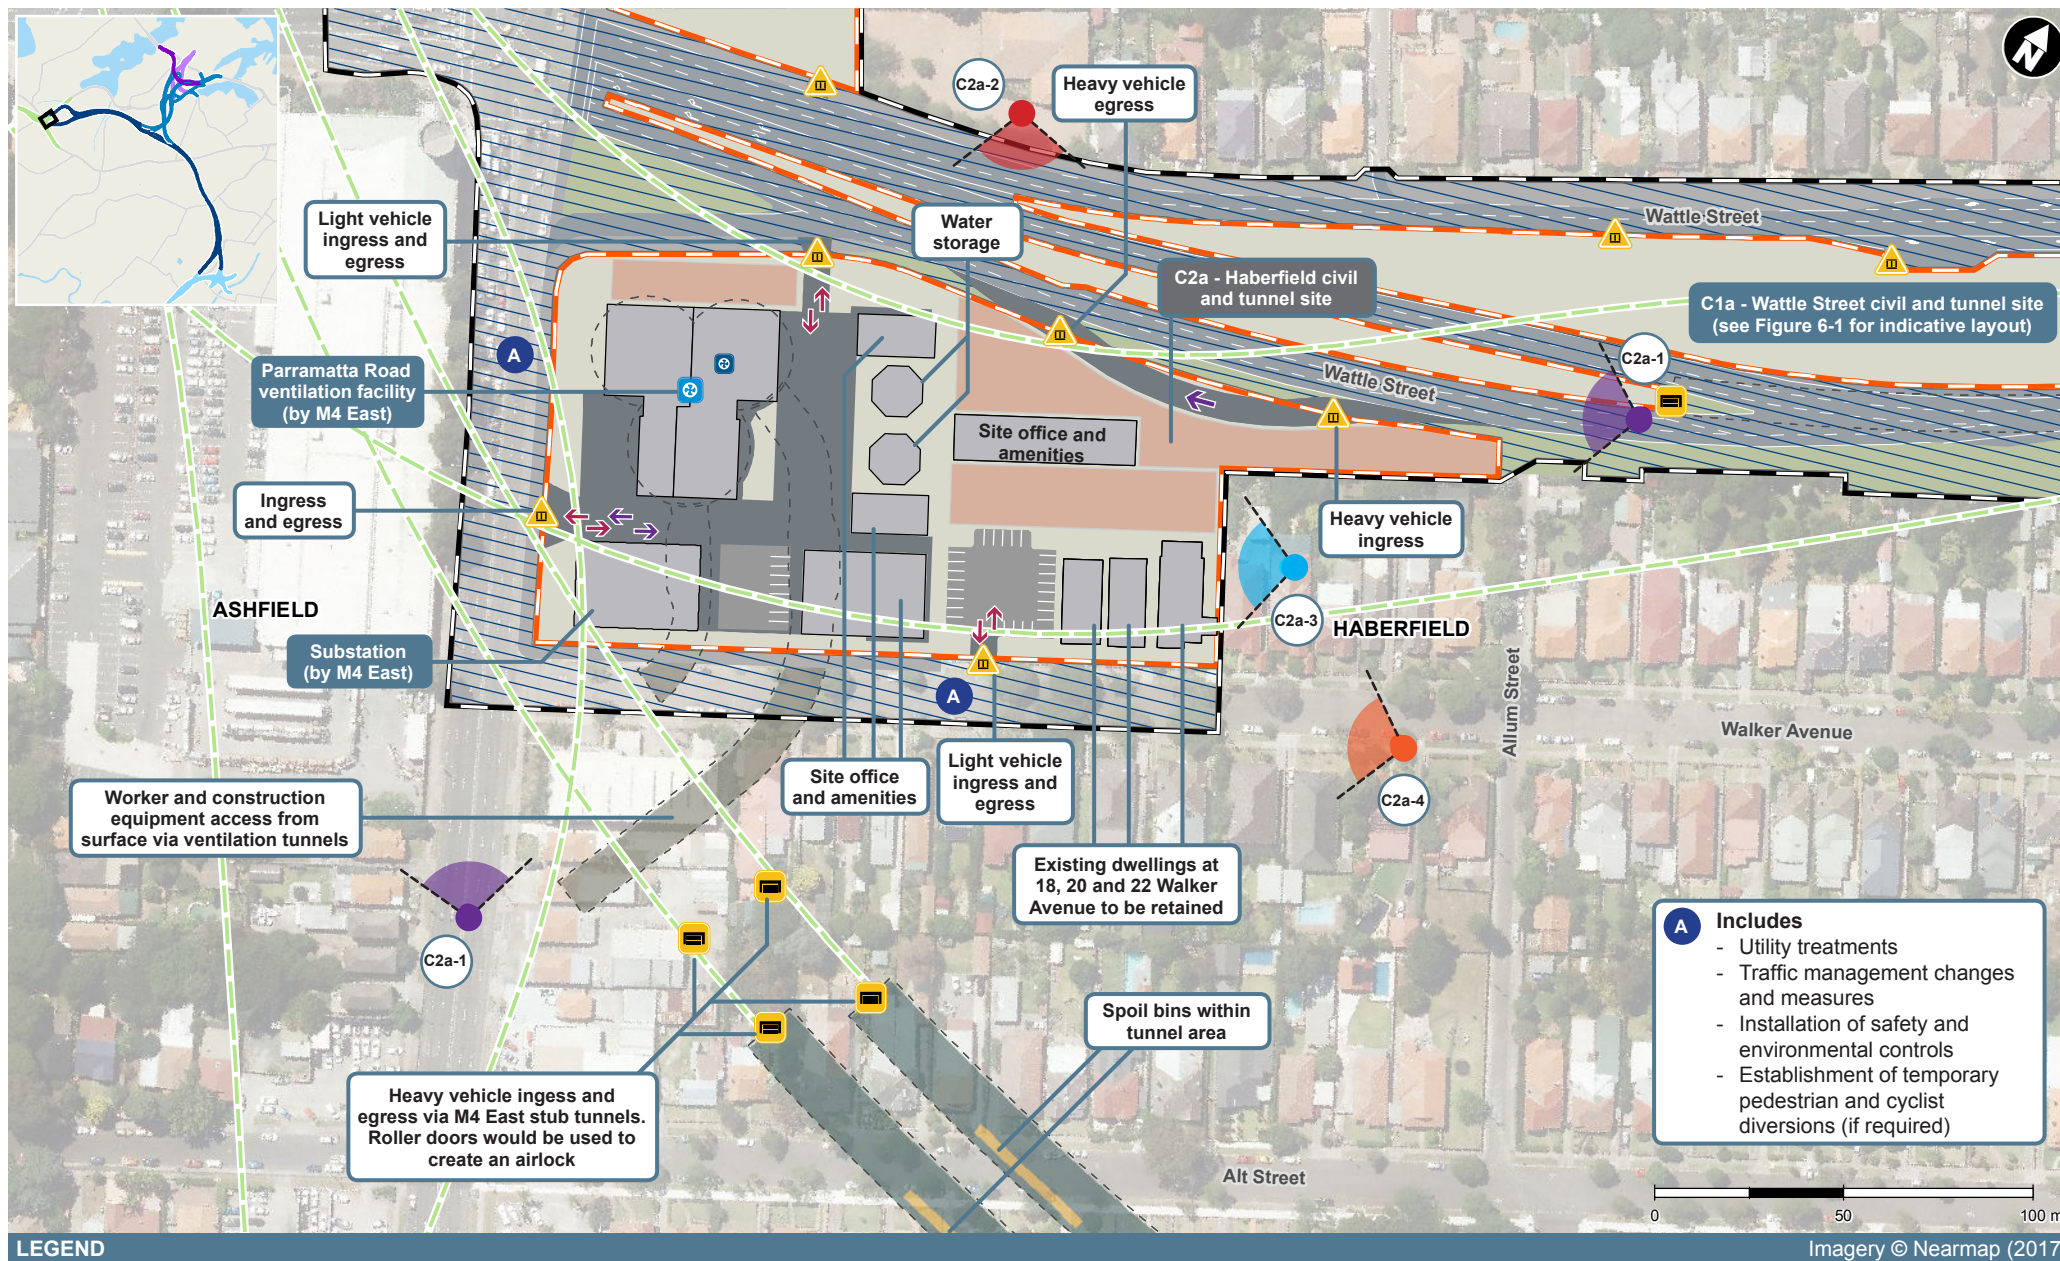 N
C2a-2
Heavy vehicle
egress
Light vehicle
ingress and
egress
Water
storage
Wattle Street
C2a - Haberfield civil
and tunnel site
C1a - Wattle Street civil and tunnel site
(see Figure 6-1 for indicative layout)
A
Parramatta Road
ventilation facility
(by M4 East)
C2a-1
Wattle Street
Site office and
amenities
Ingress
and egress
Heavy vehicle
ingress
ASHFIELD
C2a-3
HABERFIELD
Substation
(by M4 East)
A
Allum Street
Walker Avenue
Site office
and amenities
Light vehicle
ingress and
egress
C2a-4
Worker and construction
equipment access from
surface via ventilation tunnels
Existing dwellings at
18, 20 and 22 Walker
Avenue to be retained
C2a-1
A
Includes
- Utility treatments
- Traffic management changes
and measures
- Installation of safety and
environmental controls
- Establishment of temporary
pedestrian and cyclist
diversions (if required)
Spoil bins within
tunnel area
Heavy vehicle ingess and
egress via M4 East stub tunnels.
Roller doors would be used to
create an airlock
Alt Street
0 50 100 m
LEGEND
Imagery © Nearmap (2017